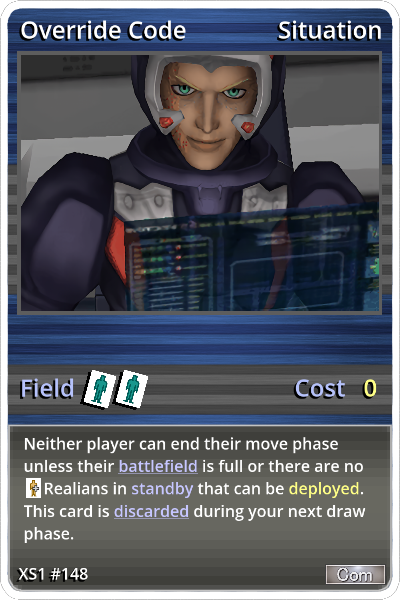 Override Code Situation
Field Cost 0
Neither player can end their move phase
unless their battlefield is full or there are no
Realians in standby that can be deployed.
This card is discarded during your next draw
phase.
XS1 #148 Com